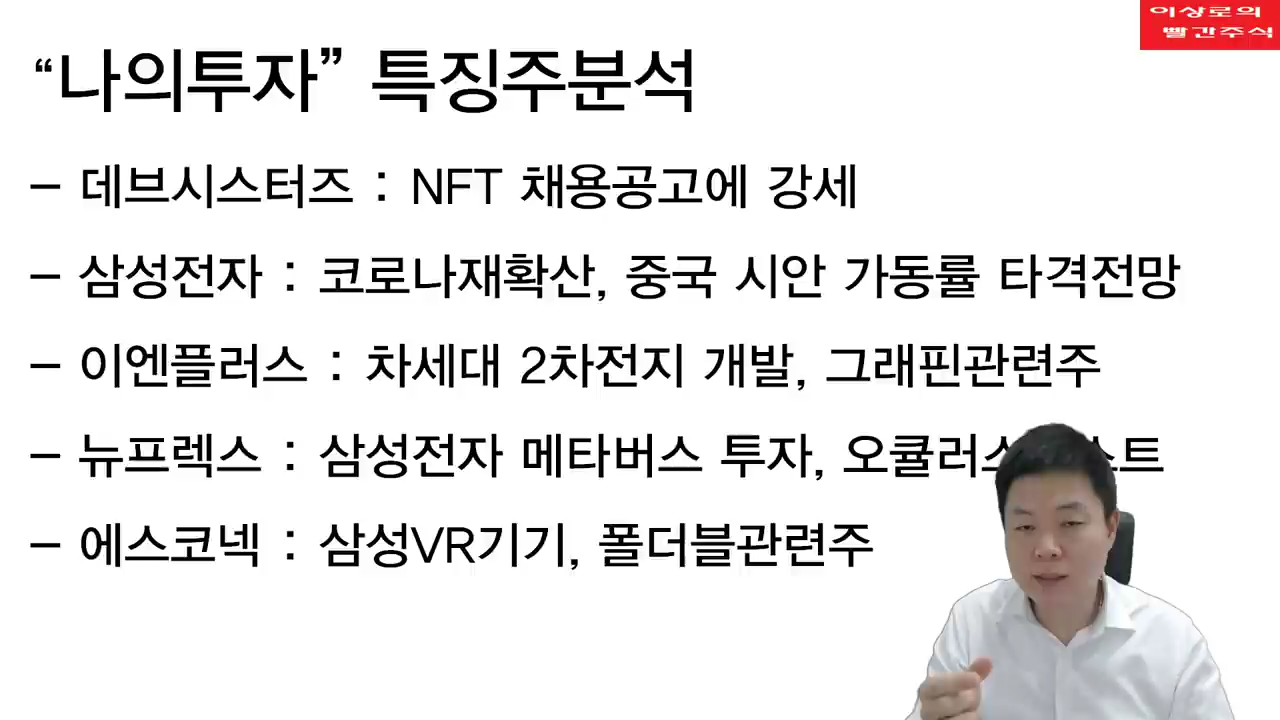 이상로의
빨간주식
“나의투자” 특징주분석
– 데브시스터즈 : NFT 채용공고에 강세
– 삼성전자 : 코로나재확산, 중국 시안 가동률 타격전망
– 이엔플러스 : 차세대 2차전지 개발, 그래핀관련주
– 뉴프렉스 : 삼성전자 메타버스 투자,
– 에스코넥 : 삼성VR기기, 폴더블관련주